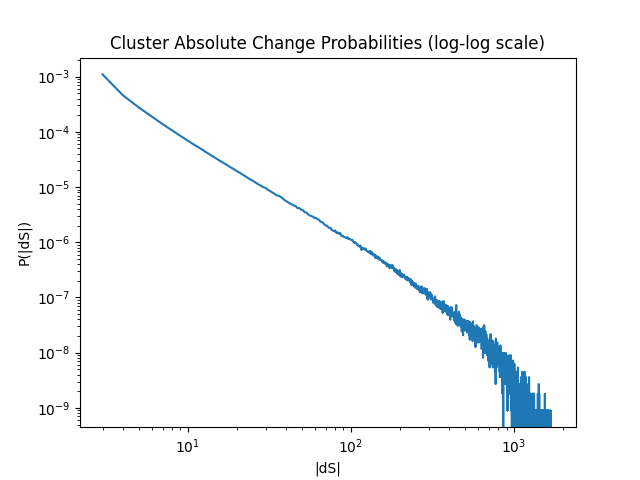 Cluster Absolute Change Probabilities (log-log scale)
P(|dS|)
10⁻³
10⁻⁴
10⁻⁵
10⁻⁶
10⁻⁷
10⁻⁸
10⁻⁹
10¹ 10² 10³
|dS|